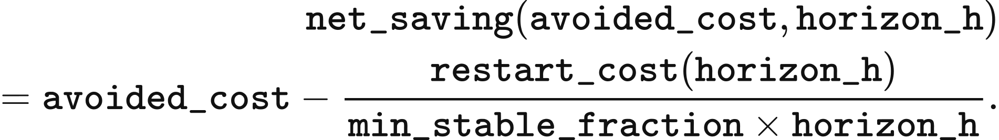 net_saving(avoided_cost, horizon_h)
= avoided_cost − restart_cost(horizon_h) / min_stable_fraction × horizon_h.